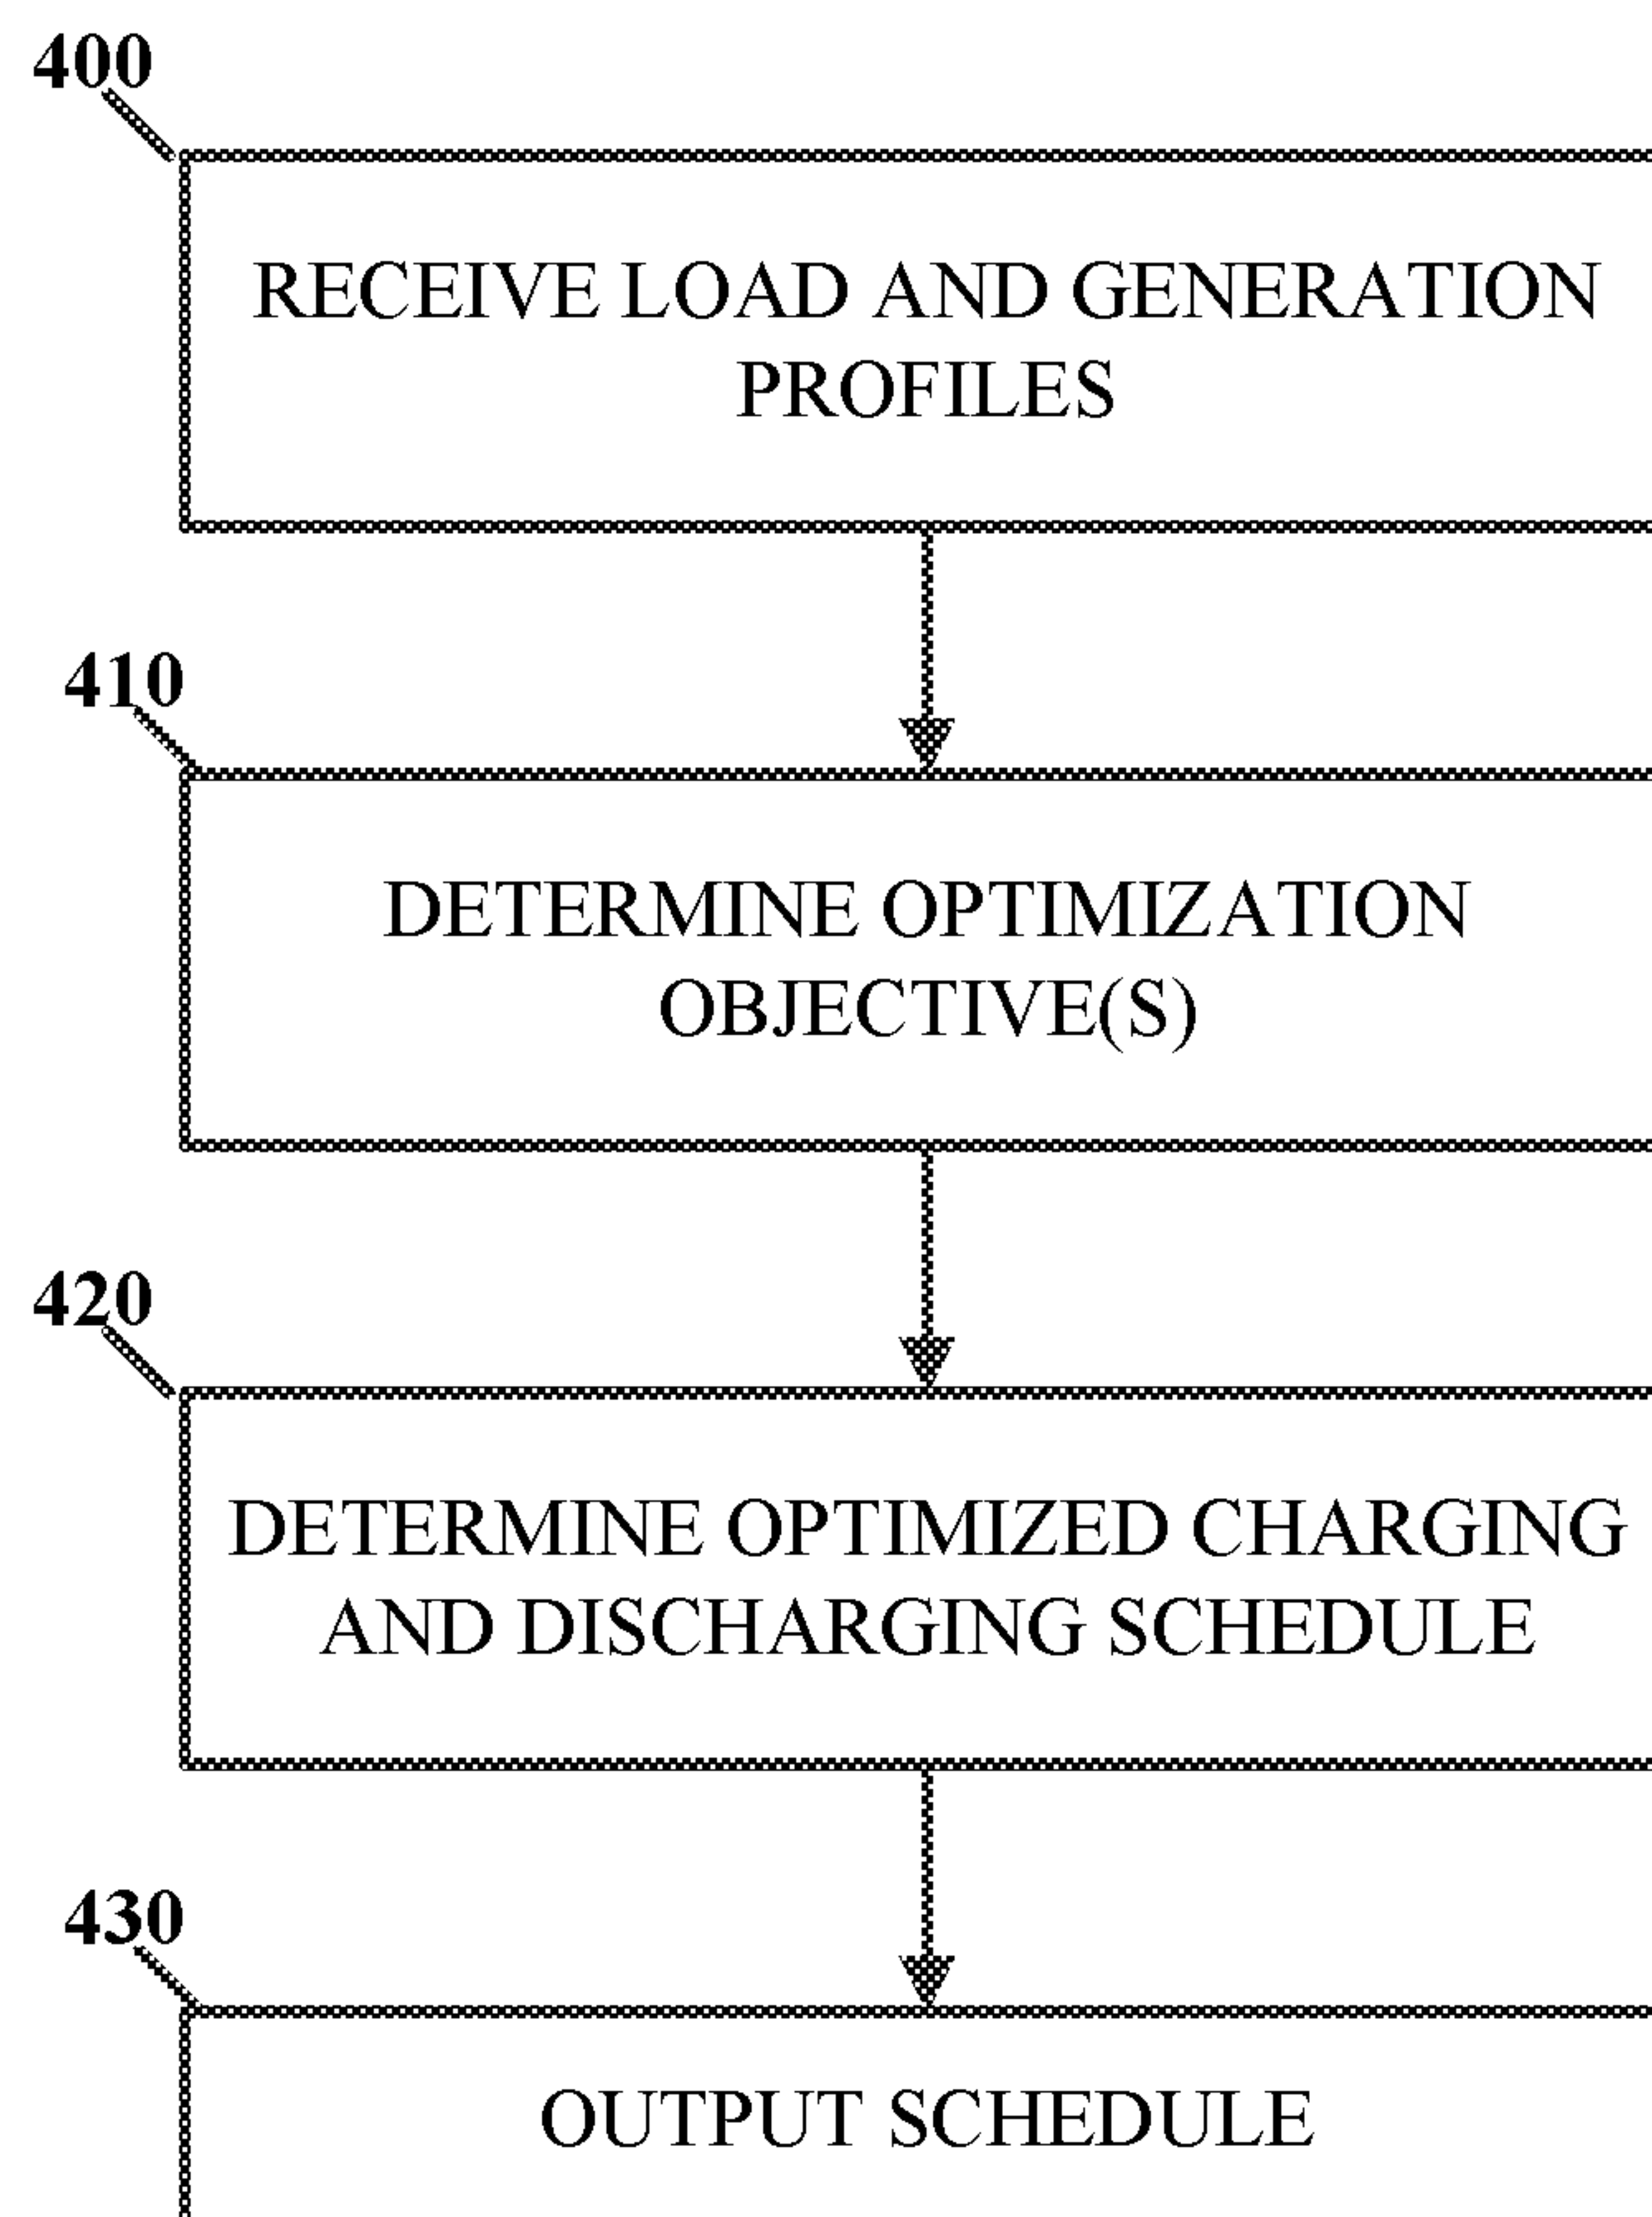 400
RECEIVE LOAD AND GENERATION
PROFILES
410
DETERMINE OPTIMIZATION
OBJECTIVE(S)
420
DETERMINE OPTIMIZED CHARGING
AND DISCHARGING SCHEDULE
430
OUTPUT SCHEDULE